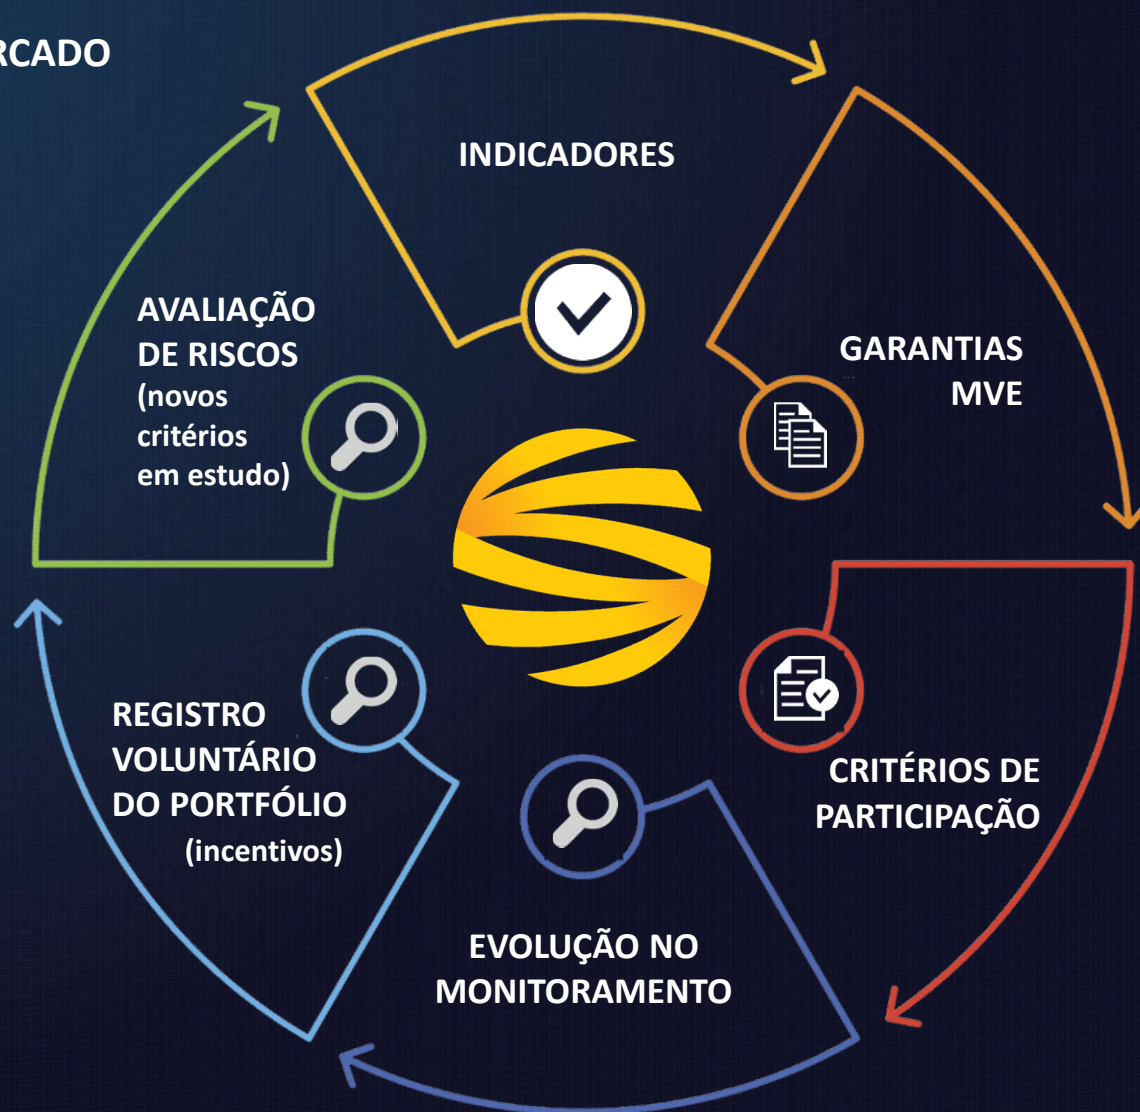 RCADO
INDICADORES
GARANTIAS
MVE
CRITÉRIOS DE
PARTICIPAÇÃO
EVOLUÇÃO NO
MONITORAMENTO
REGISTRO
VOLUNTÁRIO
DO PORTFÓLIO
(incentivos)
AVALIAÇÃO
DE RISCOS
(novos
critérios
em estudo)